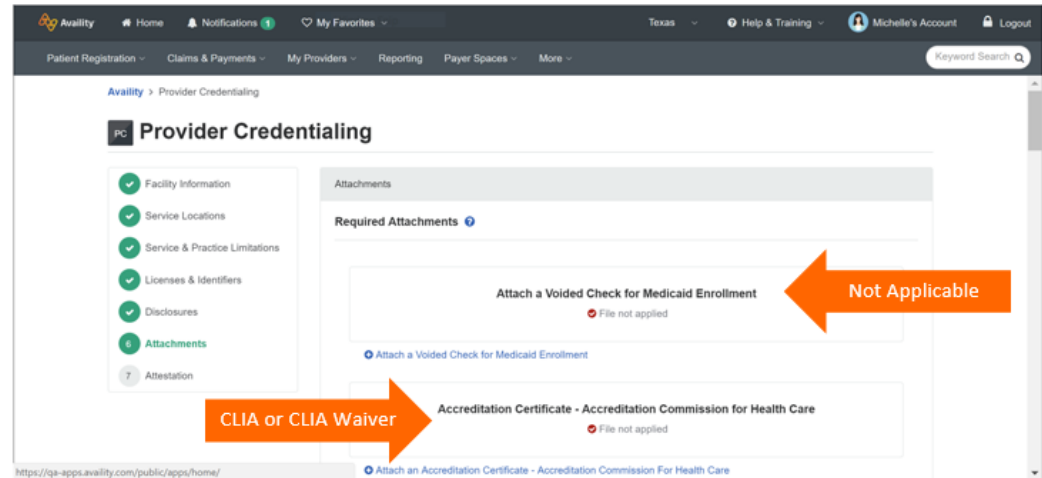 Availity Home Notifications 1 My Favorites Texas Help & Training Michelle's Account Logout
Patient Registration Claims & Payments My Providers Reporting Payer Spaces More Keyword Search
Availity > Provider Credentialing
PC Provider Credentialing
Facility Information
Service Locations
Service & Practice Limitations
Licenses & Identifiers
Disclosures
6 Attachments
7 Attestation
Attachments
Required Attachments ?
Attach a Voided Check for Medicaid Enrollment
File not applied
Not Applicable
Attach a Voided Check for Medicaid Enrollment
CLIA or CLIA Waiver
Accreditation Certificate - Accreditation Commission for Health Care
File not applied
Attach an Accreditation Certificate - Accreditation Commission For Health Care
https://qa-apps.availity.com/public/apps/home/